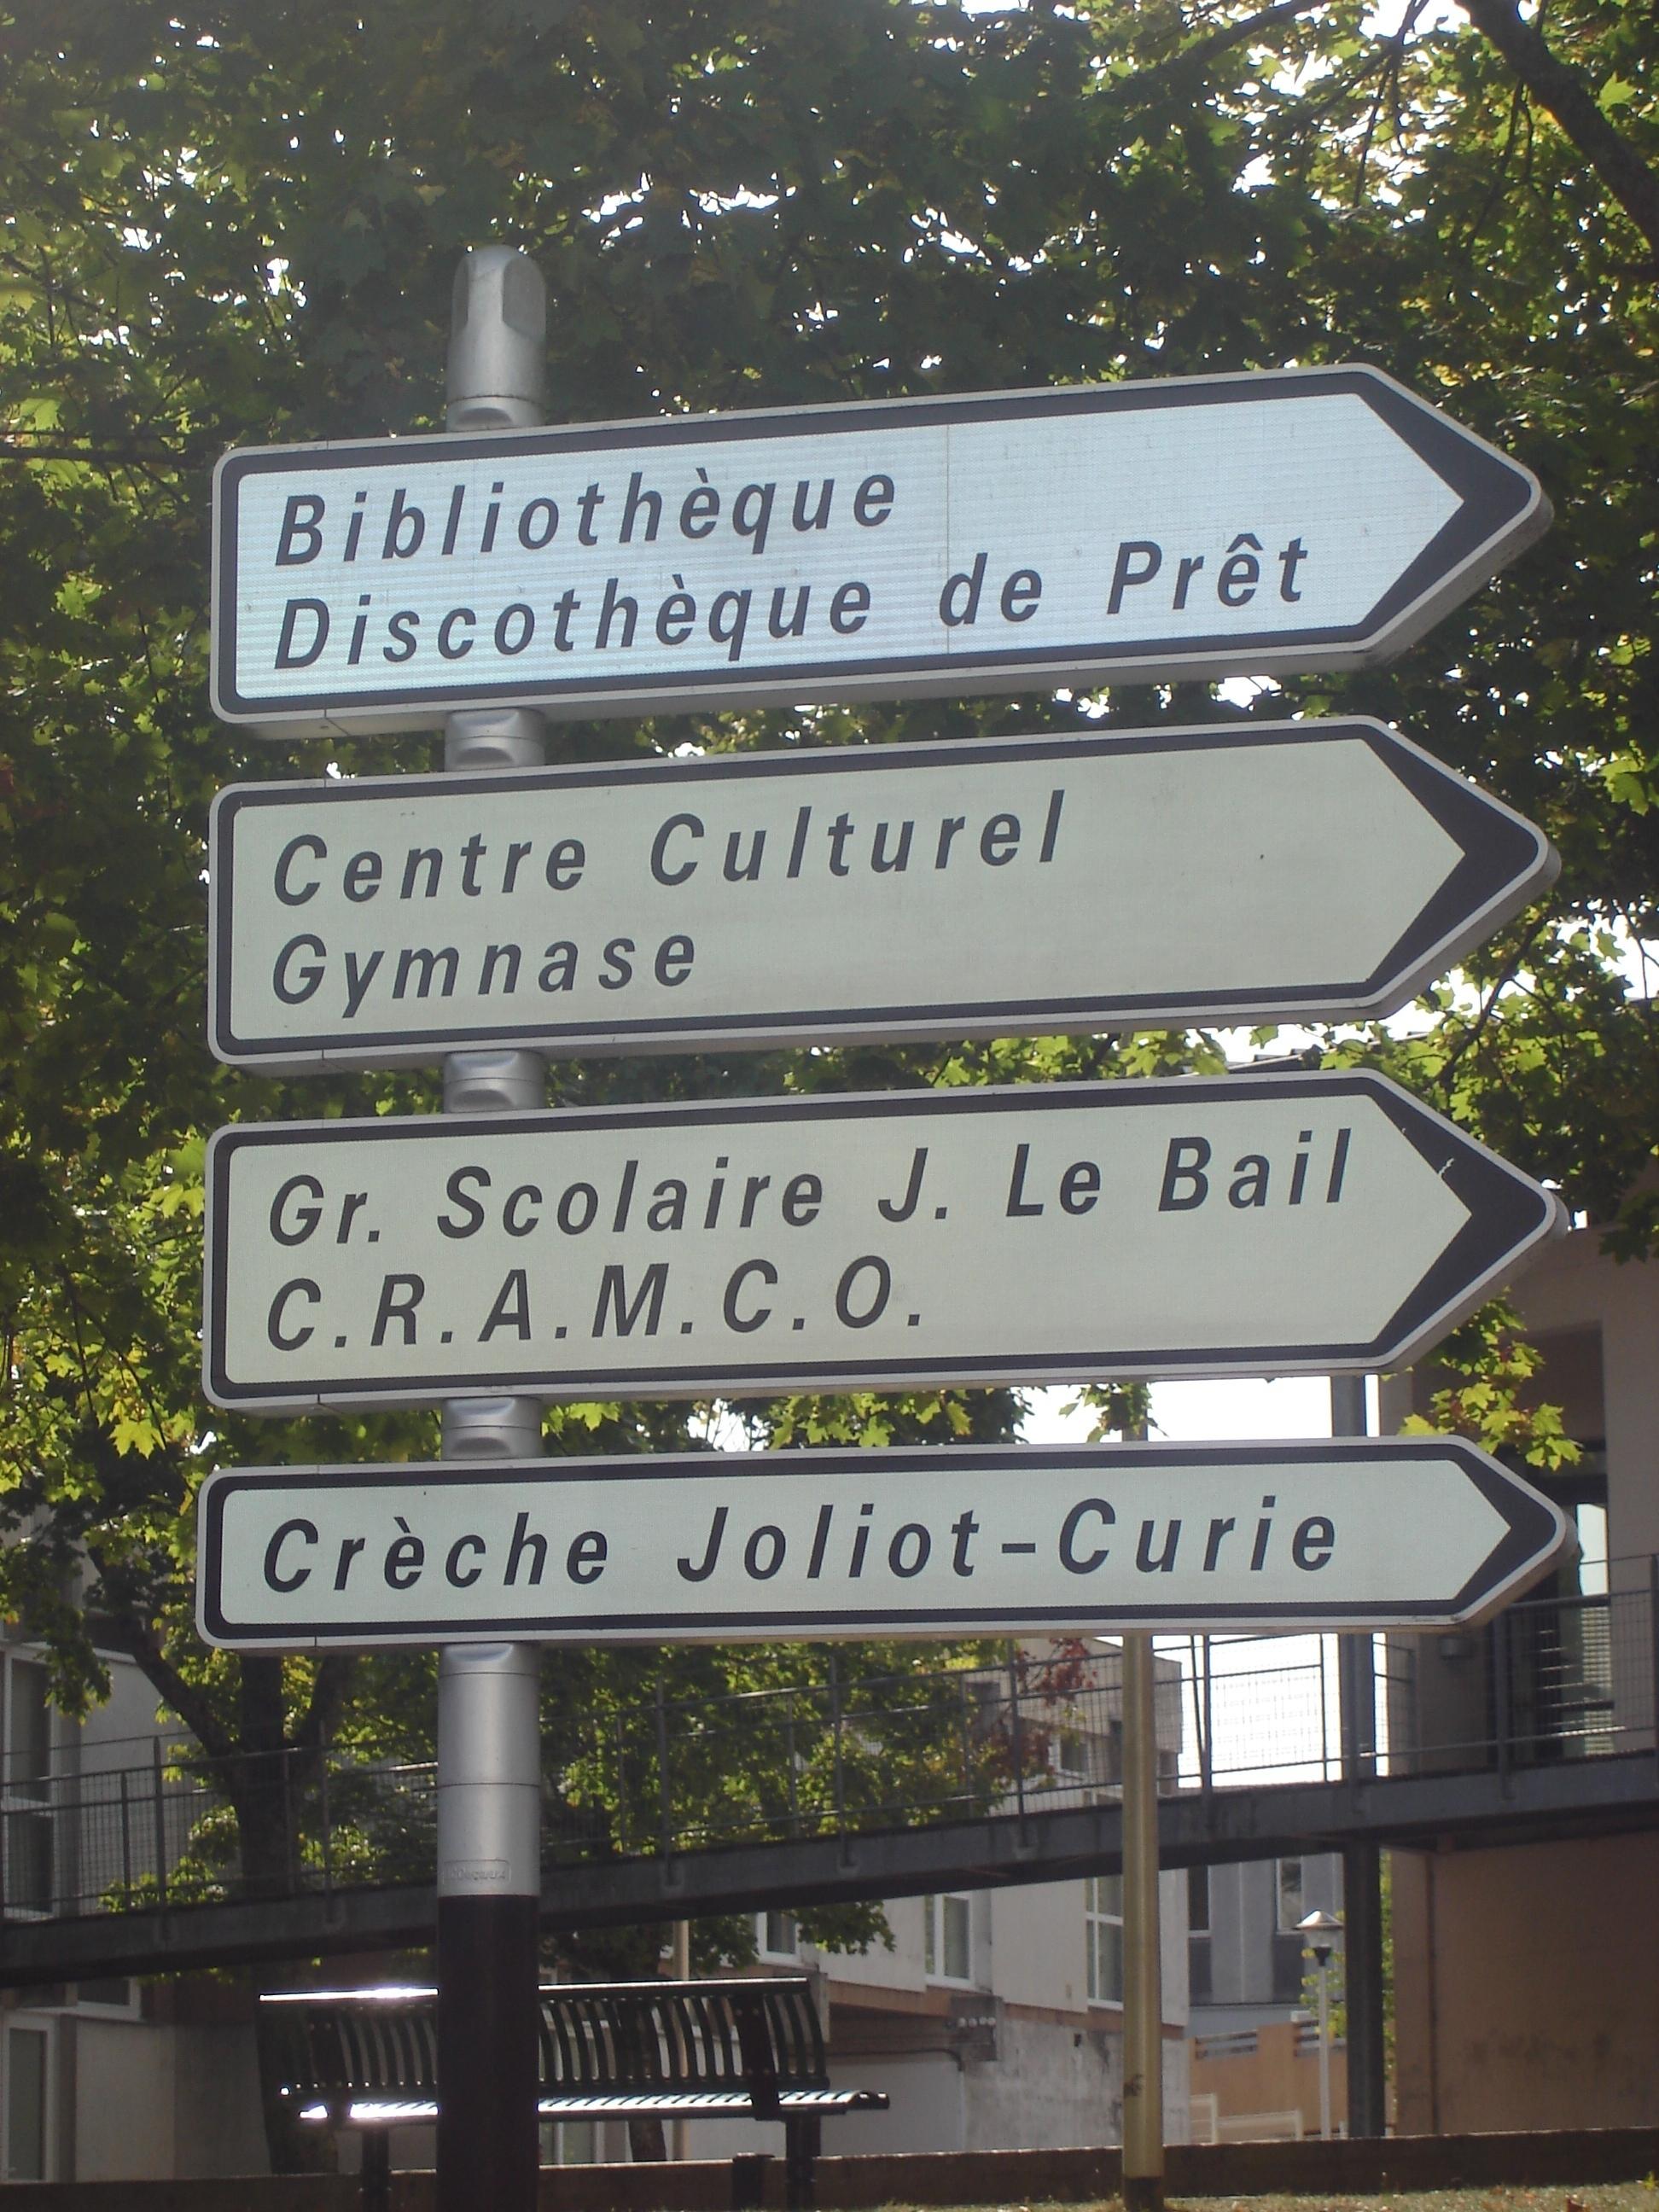 Bibliothèque
Discothèque de Prêt
Centre Culturel
Gymnase
Gr. Scolaire J. Le Bail
C.R.A.M.C.O.
Crèche Joliot-Curie